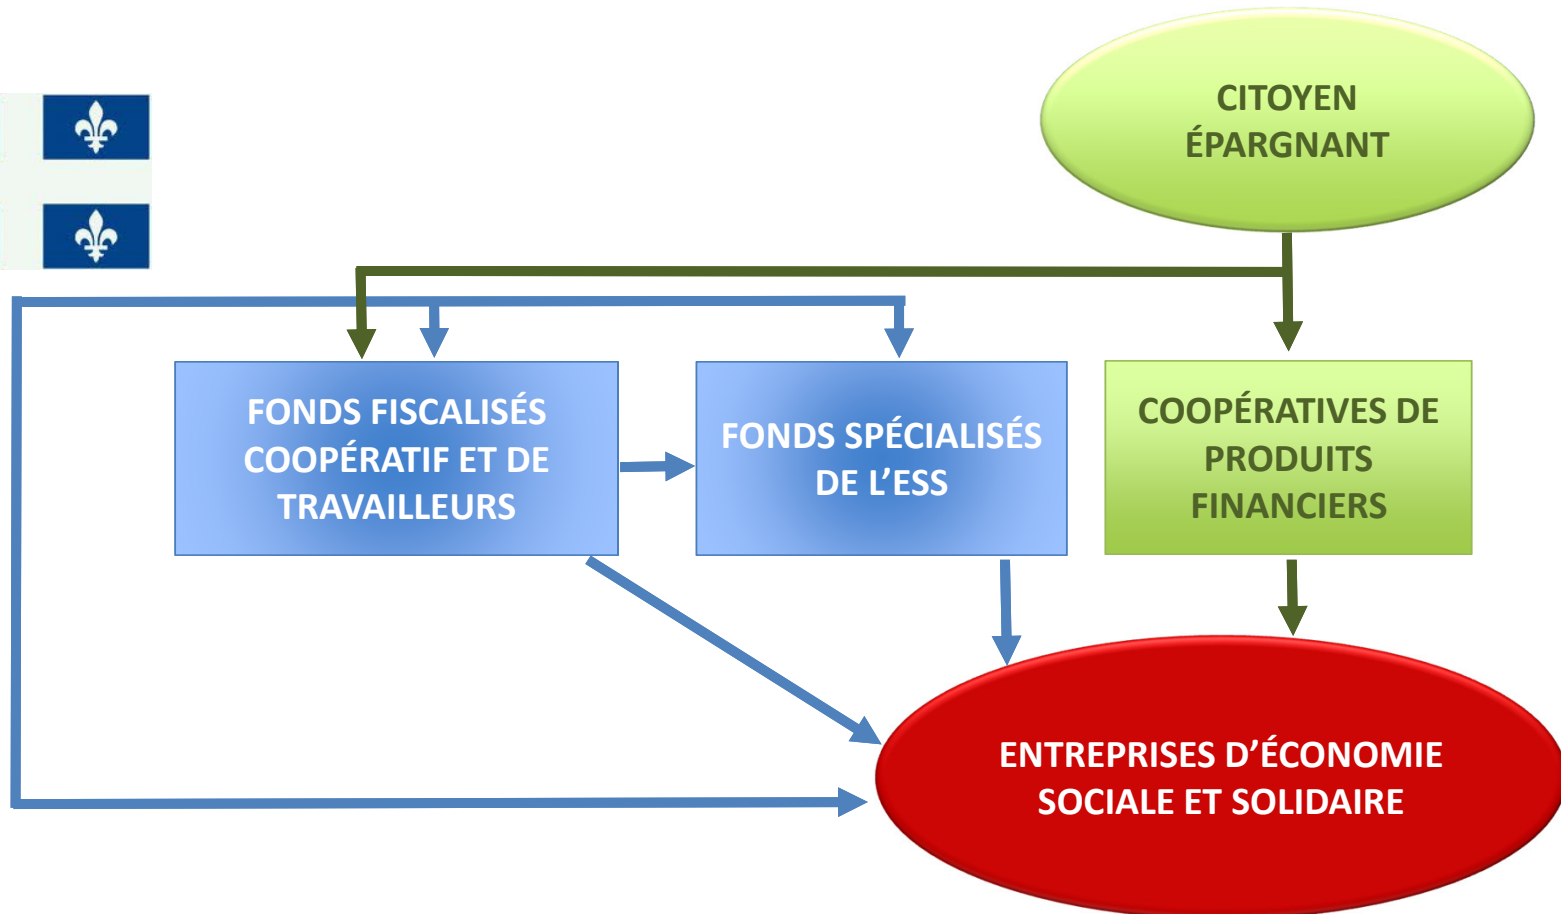 CITOYEN
ÉPARGNANT
FONDS FISCALISÉS
COOPÉRATIF ET DE
TRAVAILLEURS
FONDS SPÉCIALISÉS
DE L’ESS
COOPÉRATIVES DE
PRODUITS
FINANCIERS
ENTREPRISES D’ÉCONOMIE
SOCIALE ET SOLIDAIRE